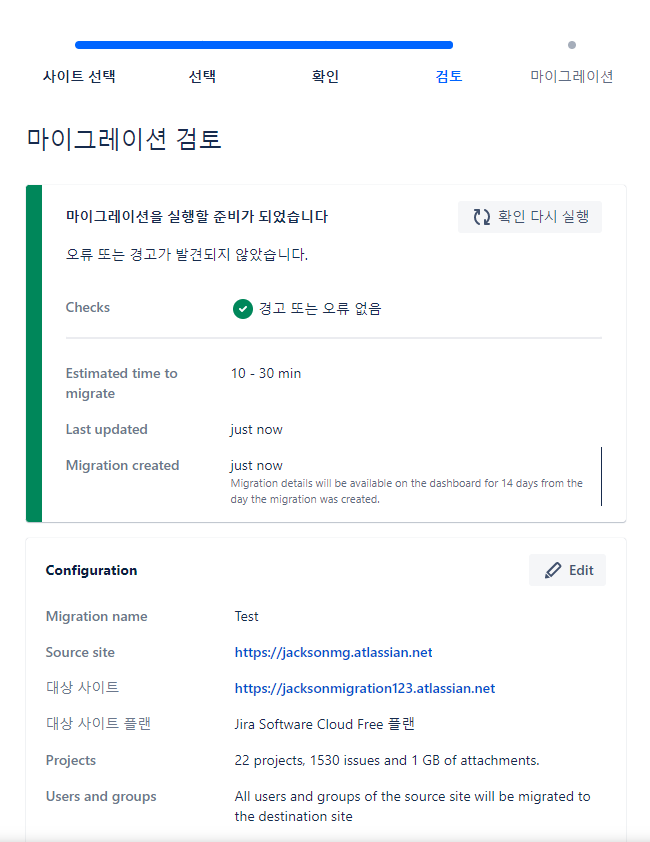 사이트 선택 선택 확인 검토 마이그레이션
마이그레이션 검토
마이그레이션을 실행할 준비가 되었습니다
확인 다시 실행
오류 또는 경고가 발견되지 않았습니다.
Checks 경고 또는 오류 없음
Estimated time to 10 - 30 min
migrate
Last updated just now
Migration created just now
Migration details will be available on the dashboard for 14 days from the
day the migration was created.
Configuration Edit
Migration name Test
Source site https://jacksonmg.atlassian.net
대상 사이트 https://jacksonmigration123.atlassian.net
대상 사이트 플랜 Jira Software Cloud Free 플랜
Projects 22 projects, 1530 issues and 1 GB of attachments.
Users and groups All users and groups of the source site will be migrated to
the destination site